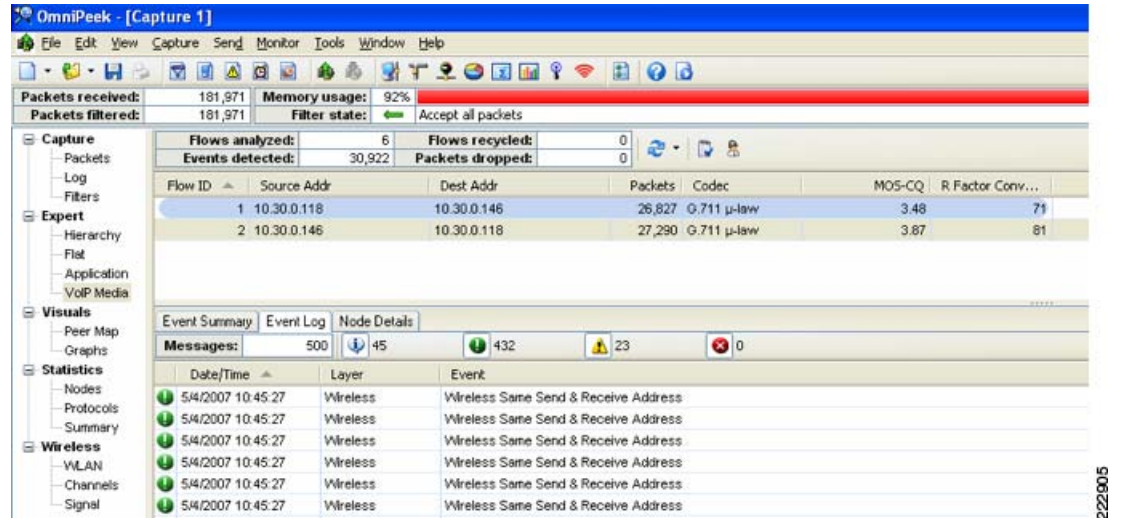 OmniPeek - [Capture 1]
File Edit View Capture Send Monitor Tools Window Help
Packets received: 181,971 Memory usage: 92%
Packets filtered: 181,971 Filter state: Accept all packets
Capture
Packets
Log
Filters
Expert
Hierarchy
Flat
Application
VoIP Media
Visuals
Peer Map
Graphs
Statistics
Nodes
Protocols
Summary
Wireless
WLAN
Channels
Signal
Flows analyzed: 6 Flows recycled: 0
Events detected: 30,922 Packets dropped: 0
Flow ID Source Addr Dest Addr Packets Codec MOS-CQ R Factor Conv...
1 10.30.0.118 10.30.0.146 26,827 G.711 µ-law 3.48 71
2 10.30.0.146 10.30.0.118 27,290 G.711 µ-law 3.87 81
Event Summary Event Log Node Details
Messages: 500 45 432 23 0
Date/Time Layer Event
5/4/2007 10:45:27 Wireless Wireless Same Send & Receive Address
5/4/2007 10:45:27 Wireless Wireless Same Send & Receive Address
5/4/2007 10:45:27 Wireless Wireless Same Send & Receive Address
5/4/2007 10:45:27 Wireless Wireless Same Send & Receive Address
5/4/2007 10:45:27 Wireless Wireless Same Send & Receive Address
5/4/2007 10:45:27 Wireless Wireless Same Send & Receive Address
222905